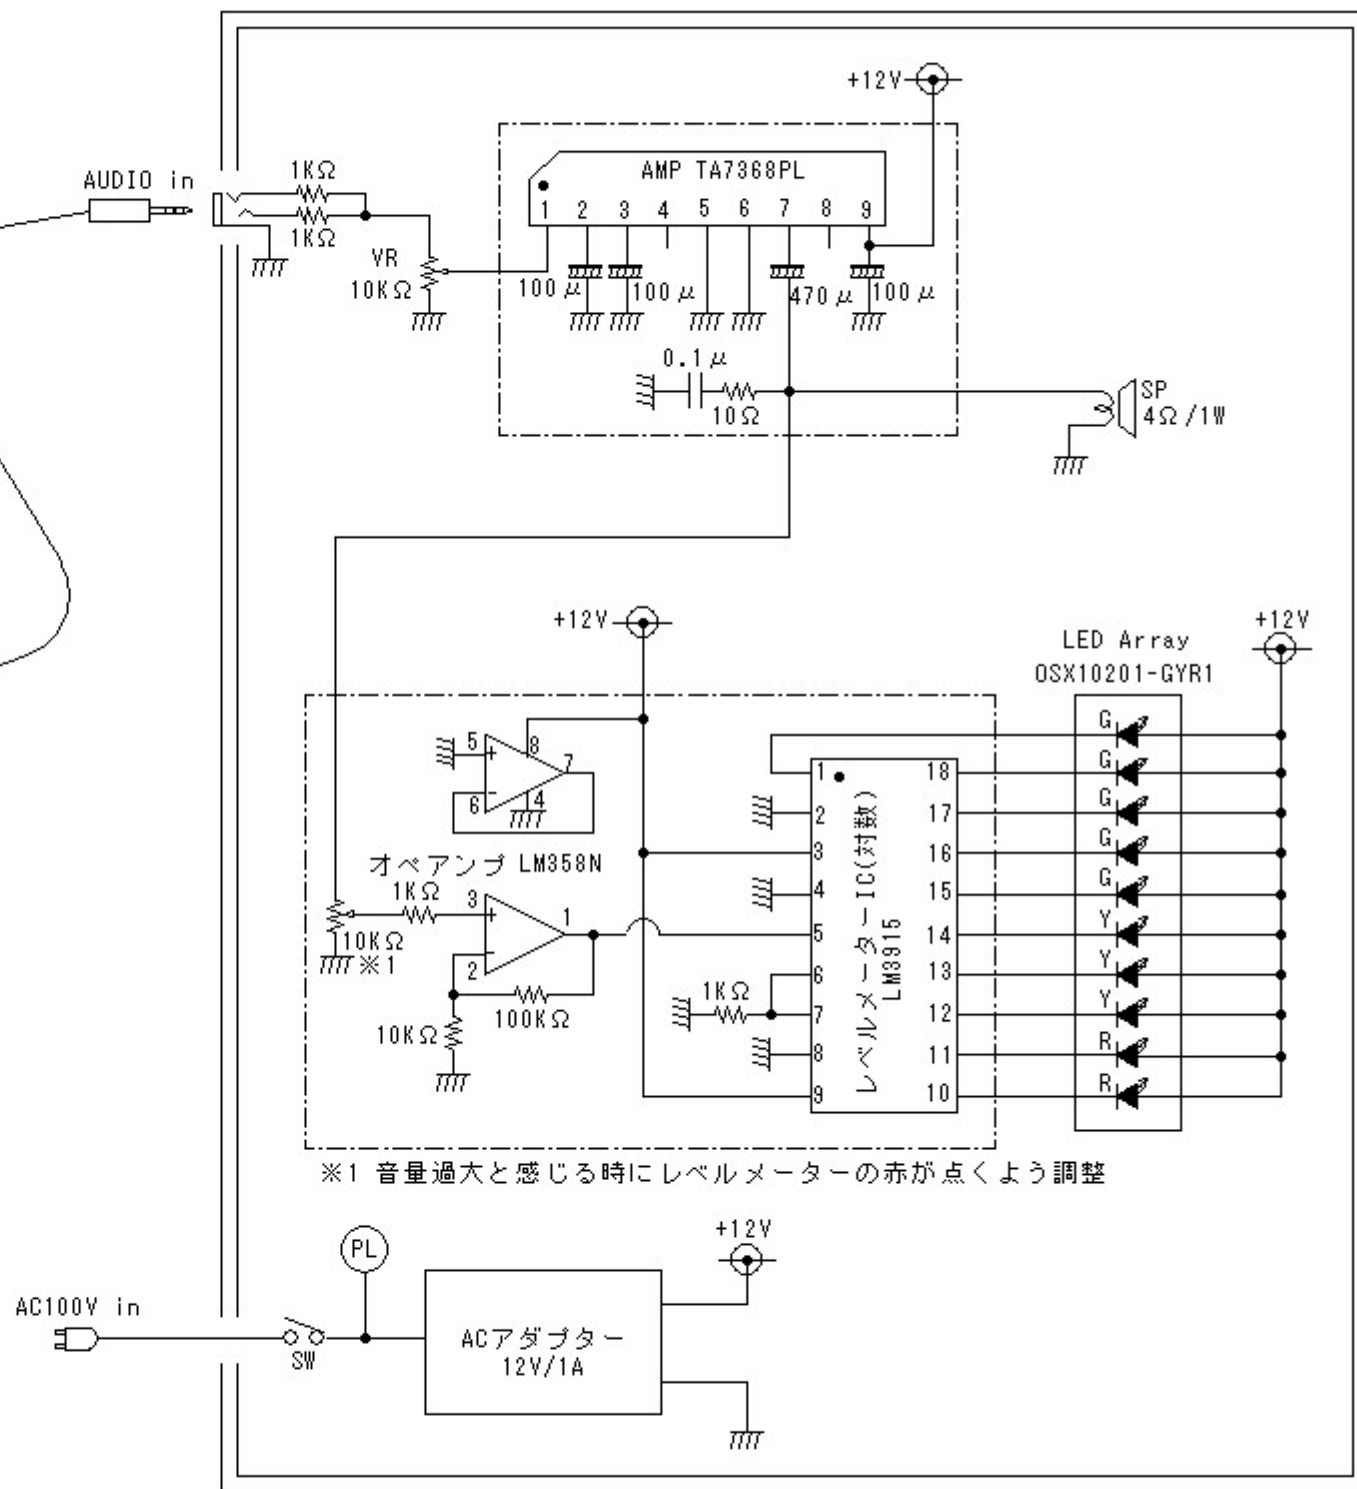 +12V
AMP TA7368PL
1 2 3 4 5 6 7 8 9
AUDIO in
1KΩ
1KΩ
VR
10KΩ
100μ
100μ
470μ
100μ
0.1μ
10Ω
SP
4Ω/1W
+12V
+12V
LED Array
OSX10201-GYR1
5
+
8
7
6
−
4
オペアンプ LM358N
1KΩ
3
+
1
−
2
10KΩ
※1
100KΩ
10KΩ
1KΩ
1
2
3
4
5
6
7
8
9
レベルメーターIC(対数)
LM3915
18
17
16
15
14
13
12
11
10
G
G
G
G
G
Y
Y
Y
R
R
※1 音量過大と感じる時にレベルメーターの赤が点くよう調整
PL
+12V
AC100V in
SW
ACアダプター
12V/1A